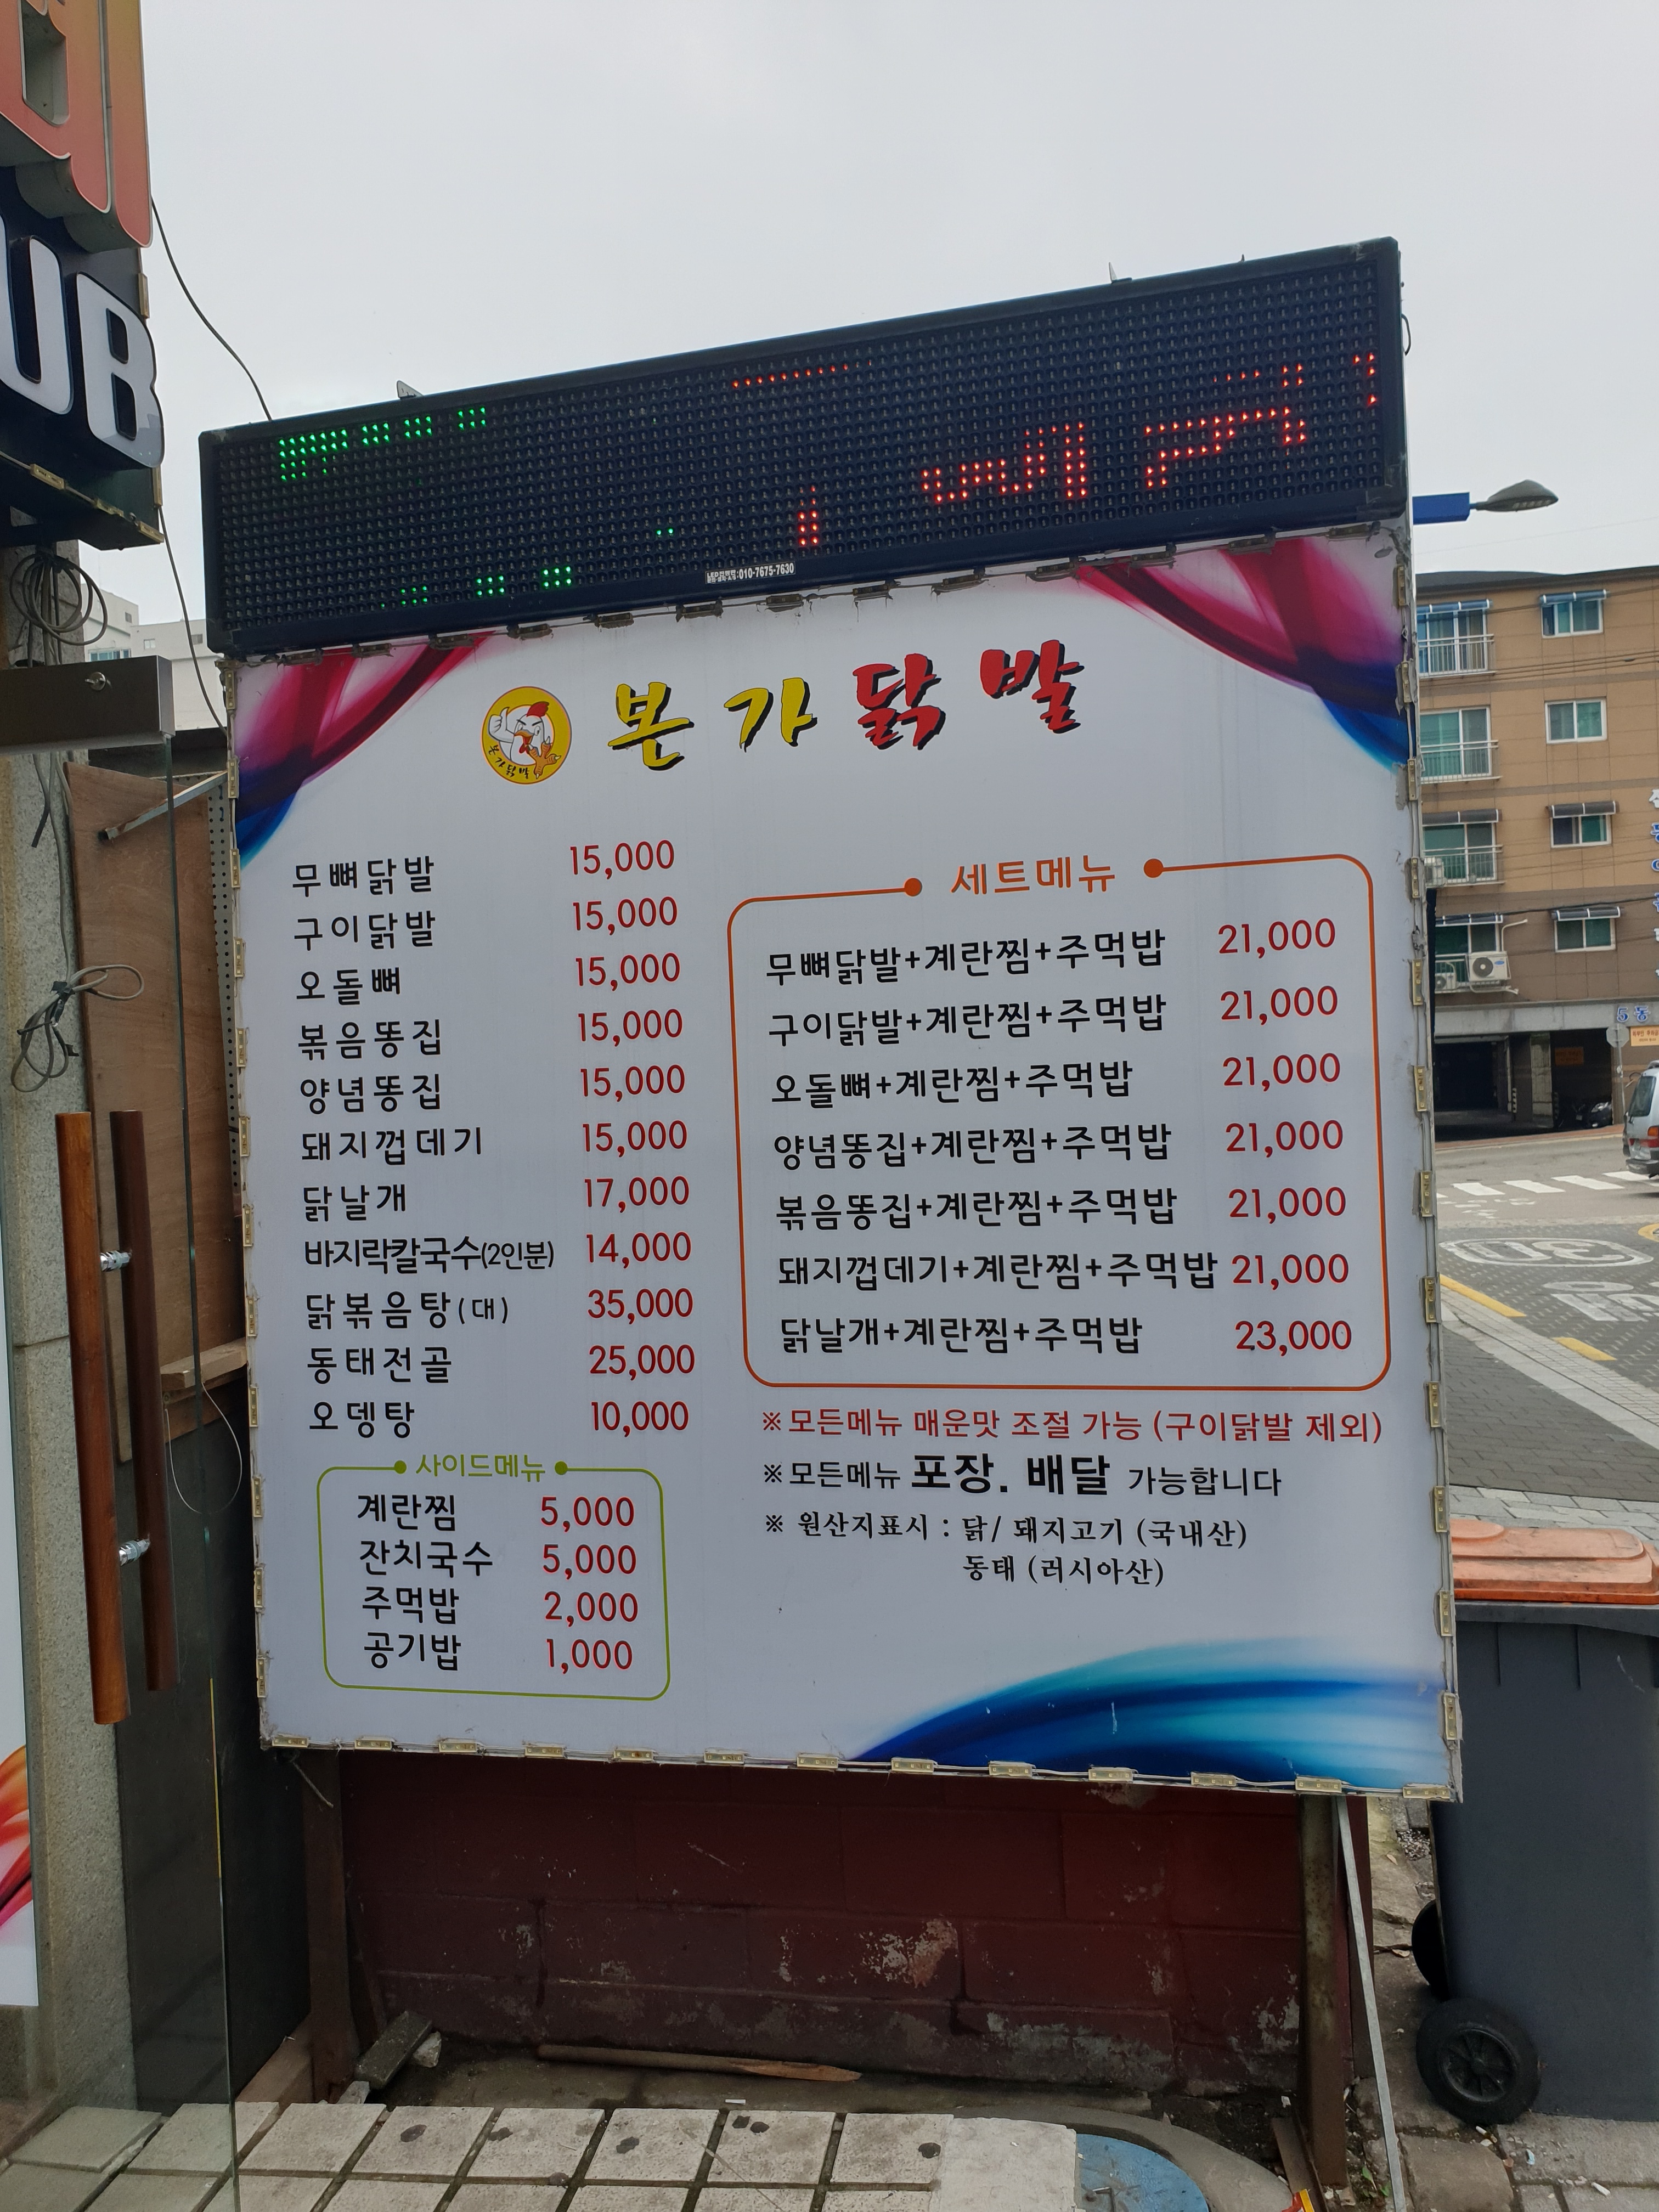 UB
010-7675-7630
본가닭발
본가닭발
무뼈닭발 15,000
구이닭발 15,000
오돌뼈 15,000
볶음똥집 15,000
양념똥집 15,000
돼지껍데기 15,000
닭날개 17,000
바지락칼국수(2인분) 14,000
닭볶음탕(대) 35,000
동태전골 25,000
오뎅탕 10,000
사이드메뉴
계란찜 5,000
잔치국수 5,000
주먹밥 2,000
공기밥 1,000
세트메뉴
무뼈닭발+계란찜+주먹밥 21,000
구이닭발+계란찜+주먹밥 21,000
오돌뼈+계란찜+주먹밥 21,000
양념똥집+계란찜+주먹밥 21,000
볶음똥집+계란찜+주먹밥 21,000
돼지껍데기+계란찜+주먹밥 21,000
닭날개+계란찜+주먹밥 23,000
※모든메뉴 매운맛 조절 가능 (구이닭발 제외)
※모든메뉴 포장. 배달 가능합니다
※ 원산지표시 : 닭/ 돼지고기 (국내산)
동태 (러시아산)
5동
30